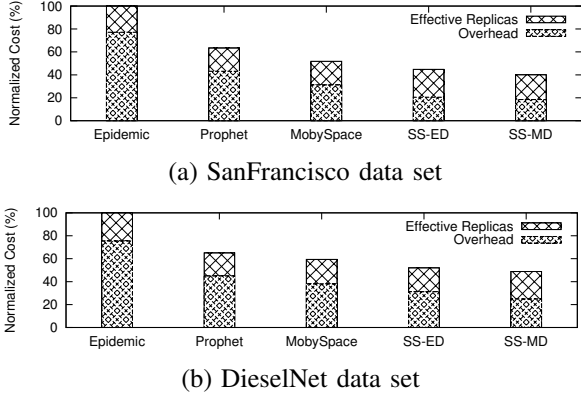 Normalized Cost (%)
100
80
60
40
20
0
Effective Replicas
Overhead
Epidemic Prophet MobySpace SS-ED SS-MD
(a) SanFrancisco data set
Normalized Cost (%)
100
80
60
40
20
0
Effective Replicas
Overhead
Epidemic Prophet MobySpace SS-ED SS-MD
(b) DieselNet data set